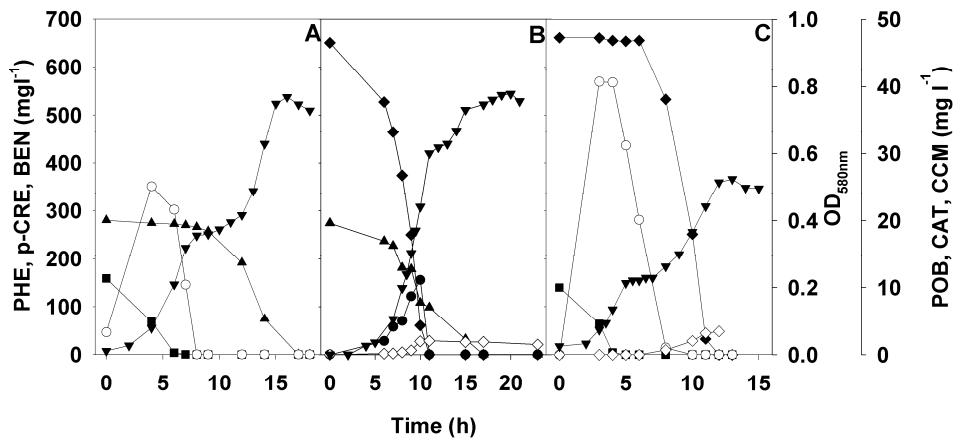 A
B
C
PHE, p-CRE, BEN (mgl-1)
700
600
500
400
300
200
100
0
1.0
0.8
0.6
0.4
0.2
0.0
OD580nm
50
40
30
20
10
0
POB, CAT, CCM (mg l-1)
0 5 10 15 0 5 10 15 20 0 5 10 15
Time (h)